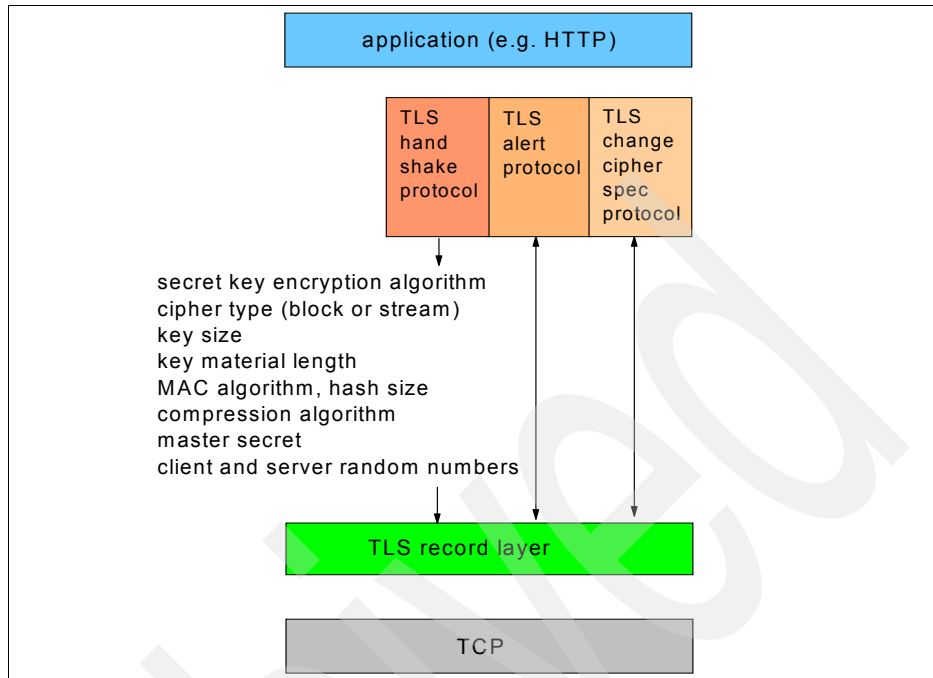 application (e.g. HTTP)
TLS
hand
shake
protocol
TLS
alert
protocol
TLS
change
cipher
spec
protocol
secret key encryption algorithm
cipher type (block or stream)
key size
key material length
MAC algorithm, hash size
compression algorithm
master secret
client and server random numbers
TLS record layer
TCP